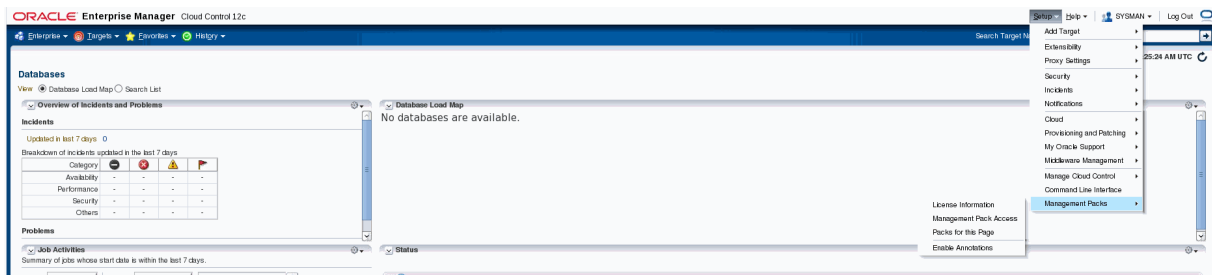 ORACLE Enterprise Manager Cloud Control 12c
Setup Help SYSMAN Log Out
Enterprise Targets Favorites History
Search Target N
25:24 AM UTC
Databases
View Database Load Map Search List
Overview of Incidents and Problems
Incidents
Updated in last 7 days 0
Breakdown of incidents updated in the last 7 days
Category
Availability - - - -
Performance - - - -
Security - - - -
Others - - - -
Problems
Job Activities
Summary of jobs whose start date is within the last 7 days.
Database Load Map
No databases are available.
Status
Add Target
Extensibility
Proxy Settings
Security
Incidents
Notifications
Cloud
Provisioning and Patching
My Oracle Support
Middleware Management
Manage Cloud Control
Command Line Interface
Management Packs
License Information
Management Pack Access
Packs for this Page
Enable Annotations